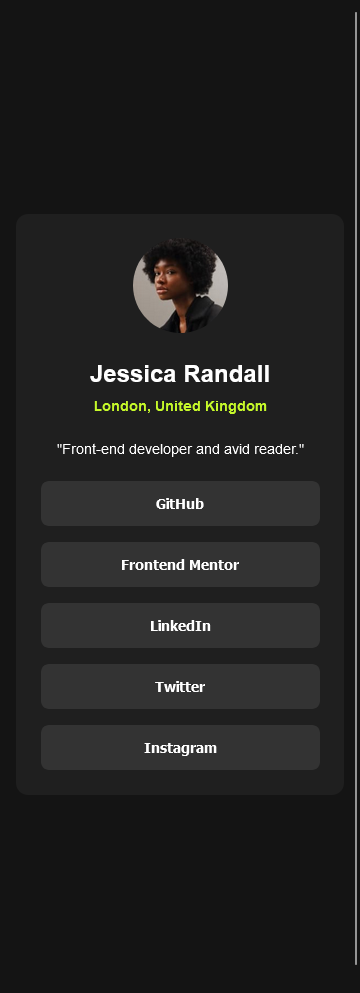 Jessica Randall
London, United Kingdom
"Front-end developer and avid reader."
GitHub
Frontend Mentor
LinkedIn
Twitter
Instagram